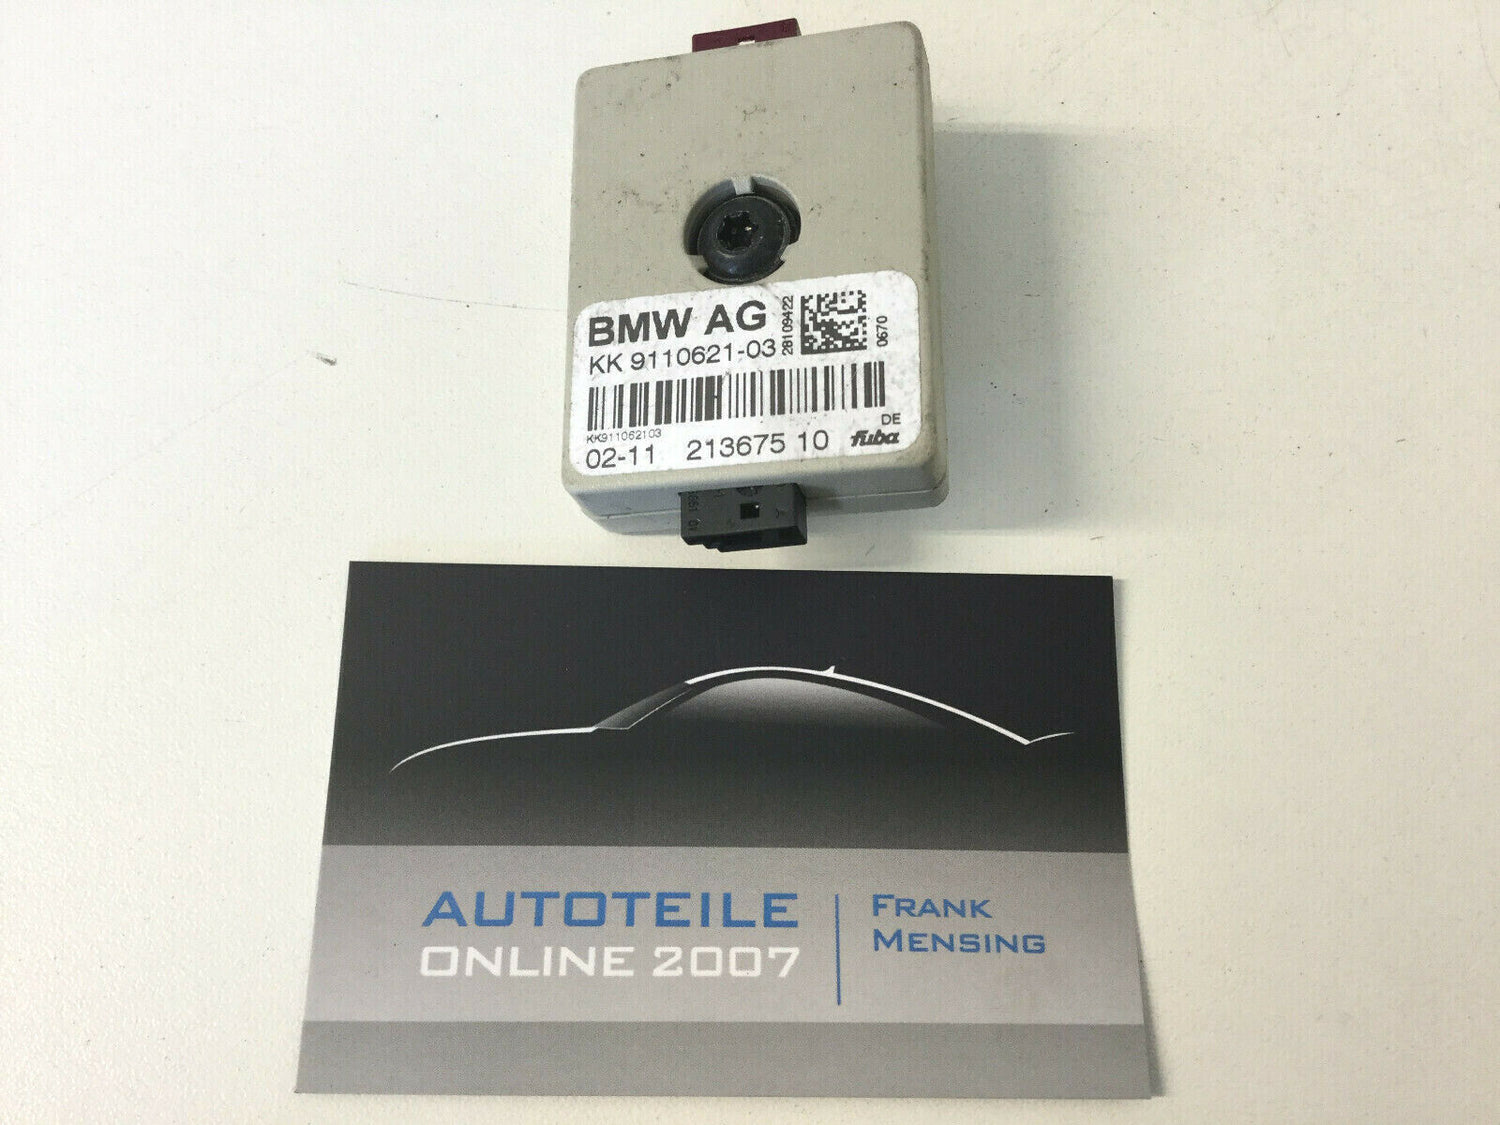 BMW AG
28109422
0670
KK 9110621-03
KK911062103
DE
02-11 213675 10 fuba
AUTOTEILE
ONLINE 2007
FRANK
MENSING